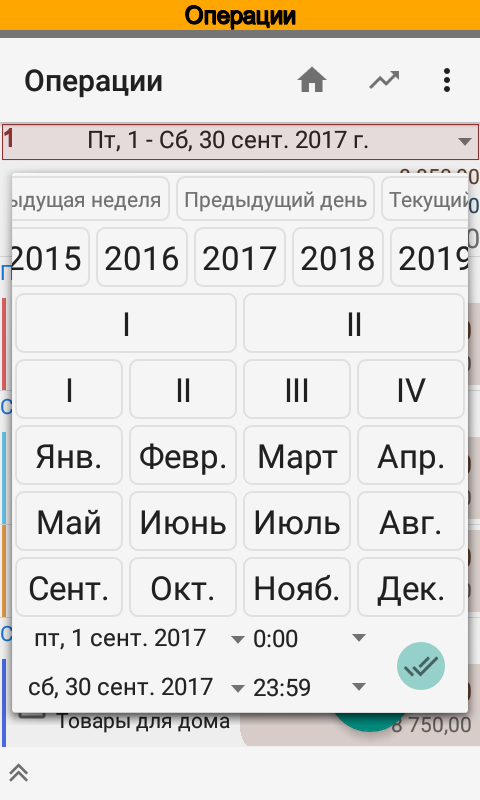 Операции
Операции
1 Пт, 1 - Сб, 30 сент. 2017 г.
ыдущая неделя Предыдущий день Текущий
2015 2016 2017 2018 2019
I II
I II III IV
Янв. Февр. Март Апр.
Май Июнь Июль Авг.
Сент. Окт. Нояб. Дек.
пт, 1 сент. 2017 0:00
сб, 30 сент. 2017 23:59
Товары для дома 8 750,00